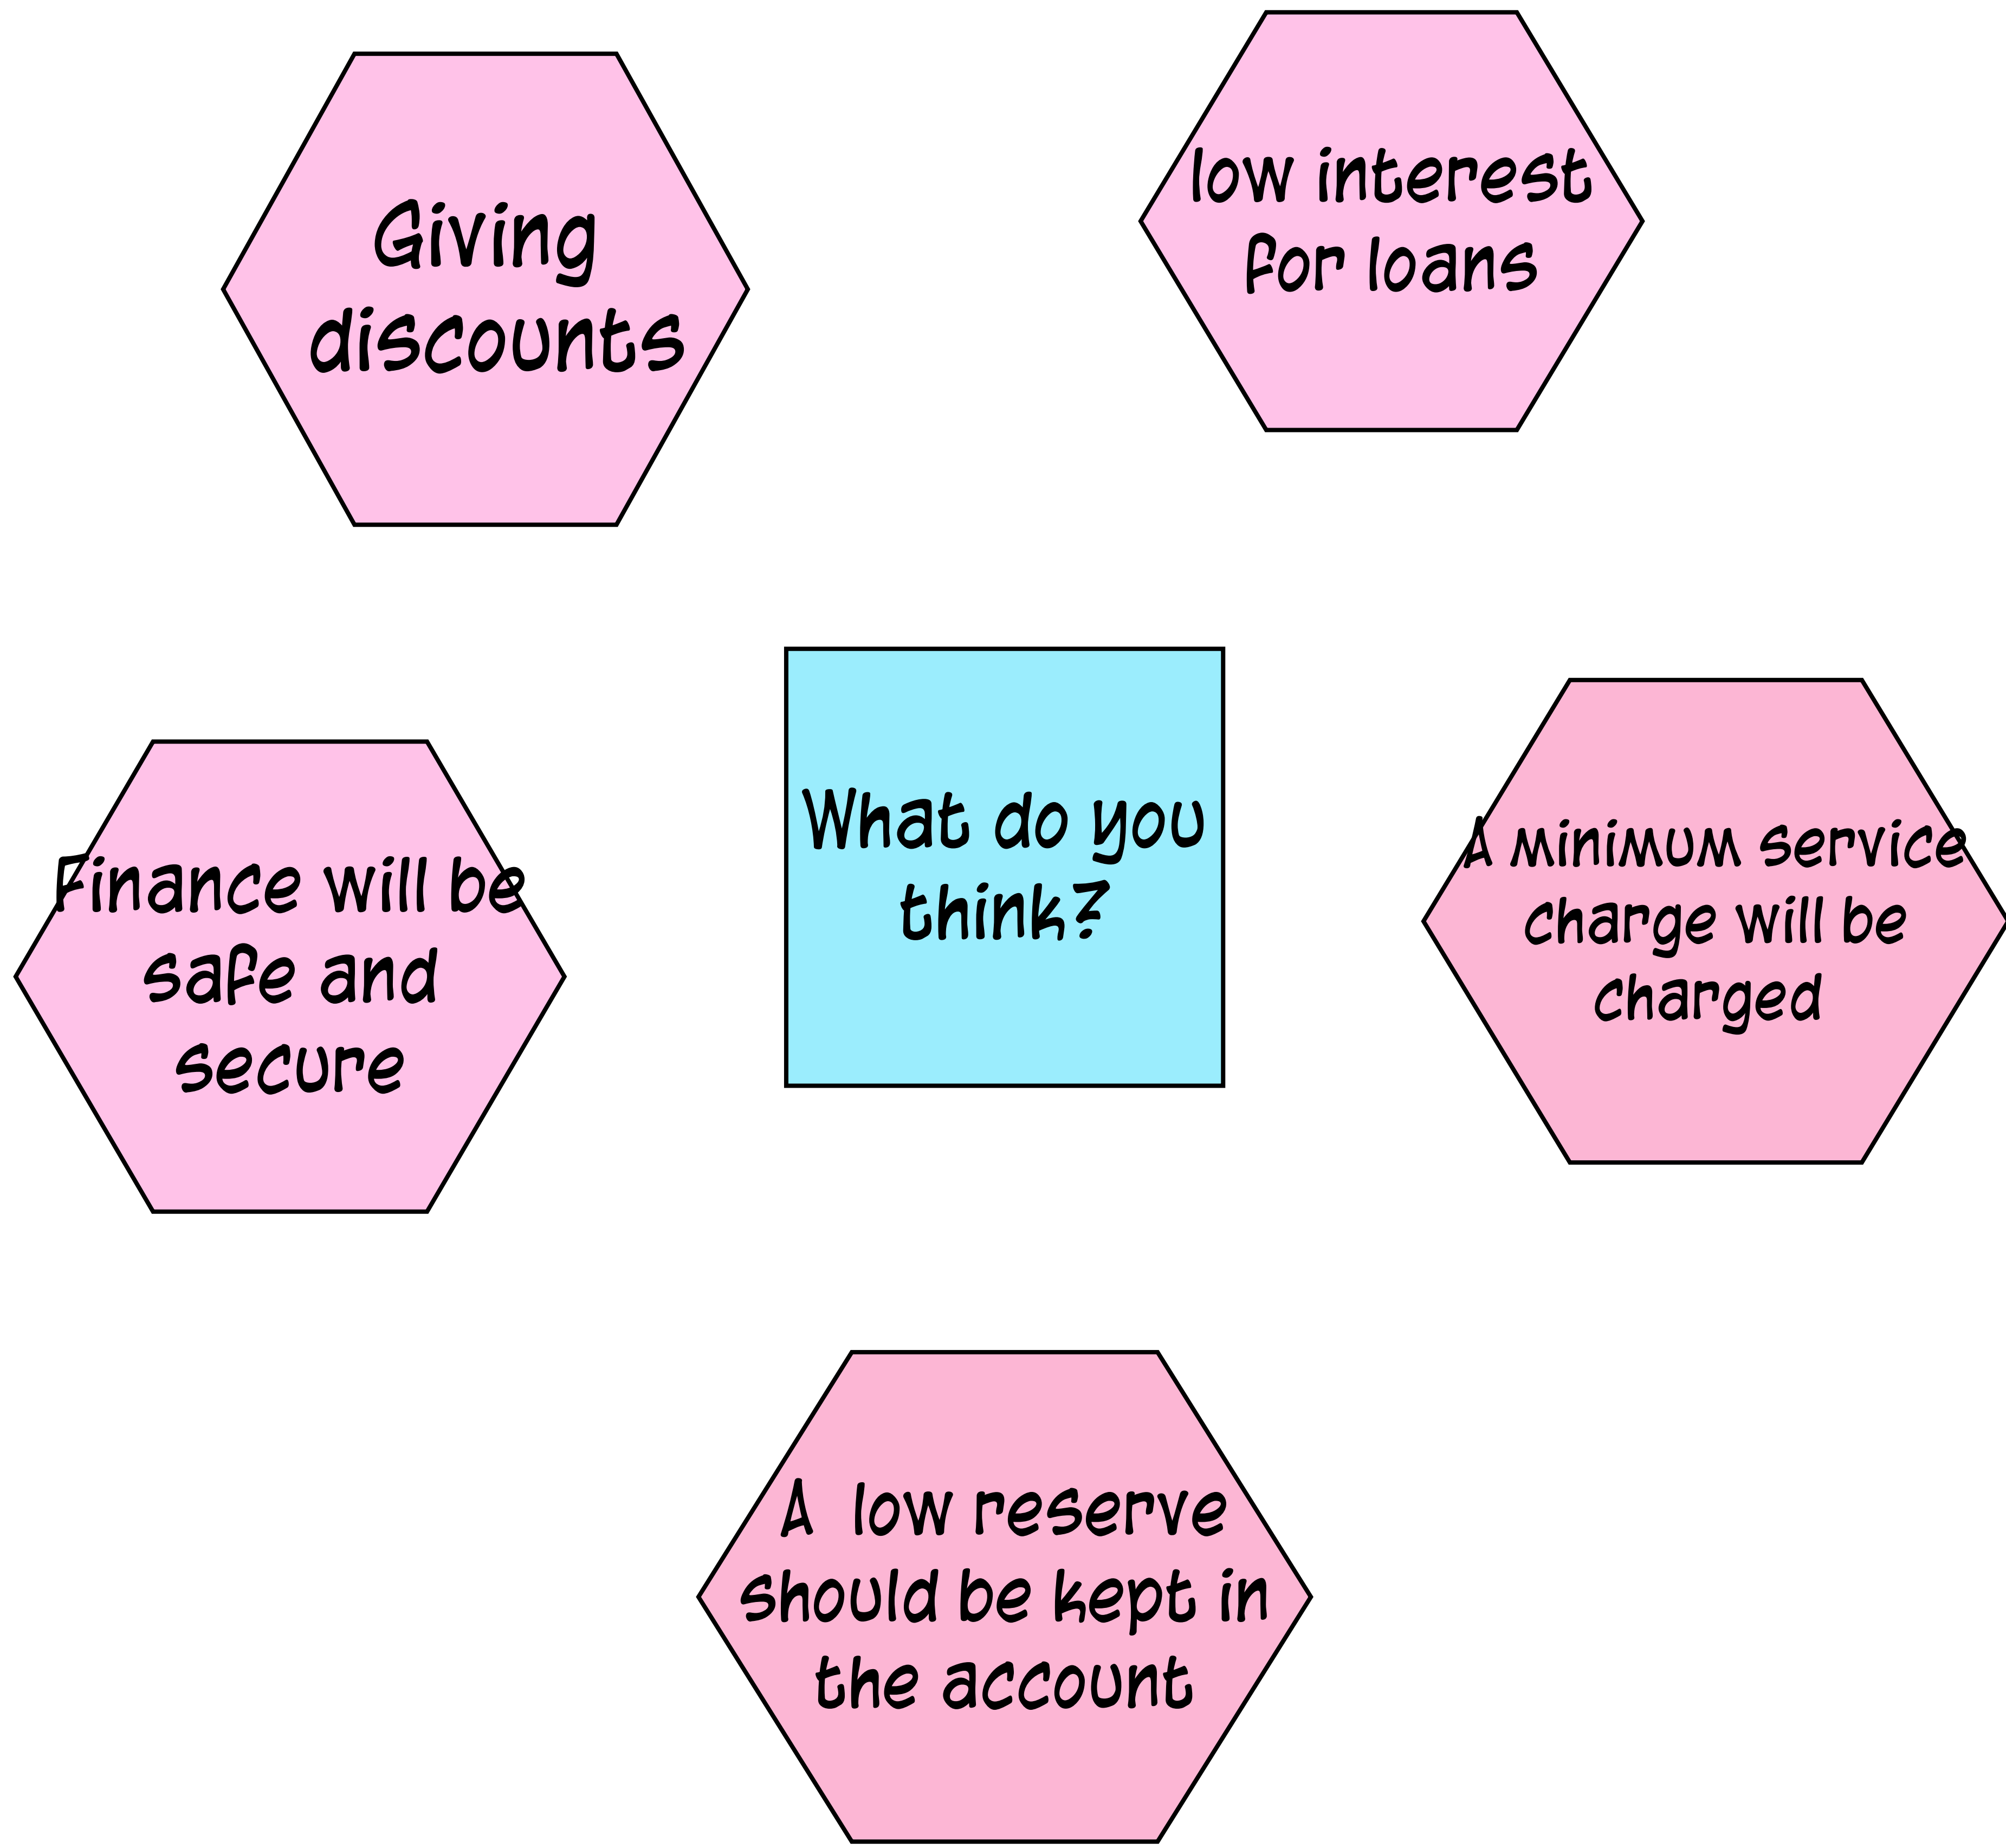 Giving
discounts
low interest
for loans
What do you
think?
Finance will be
safe and
secure
A minimum service
charge will be
charged
A low reserve
should be kept in
the account